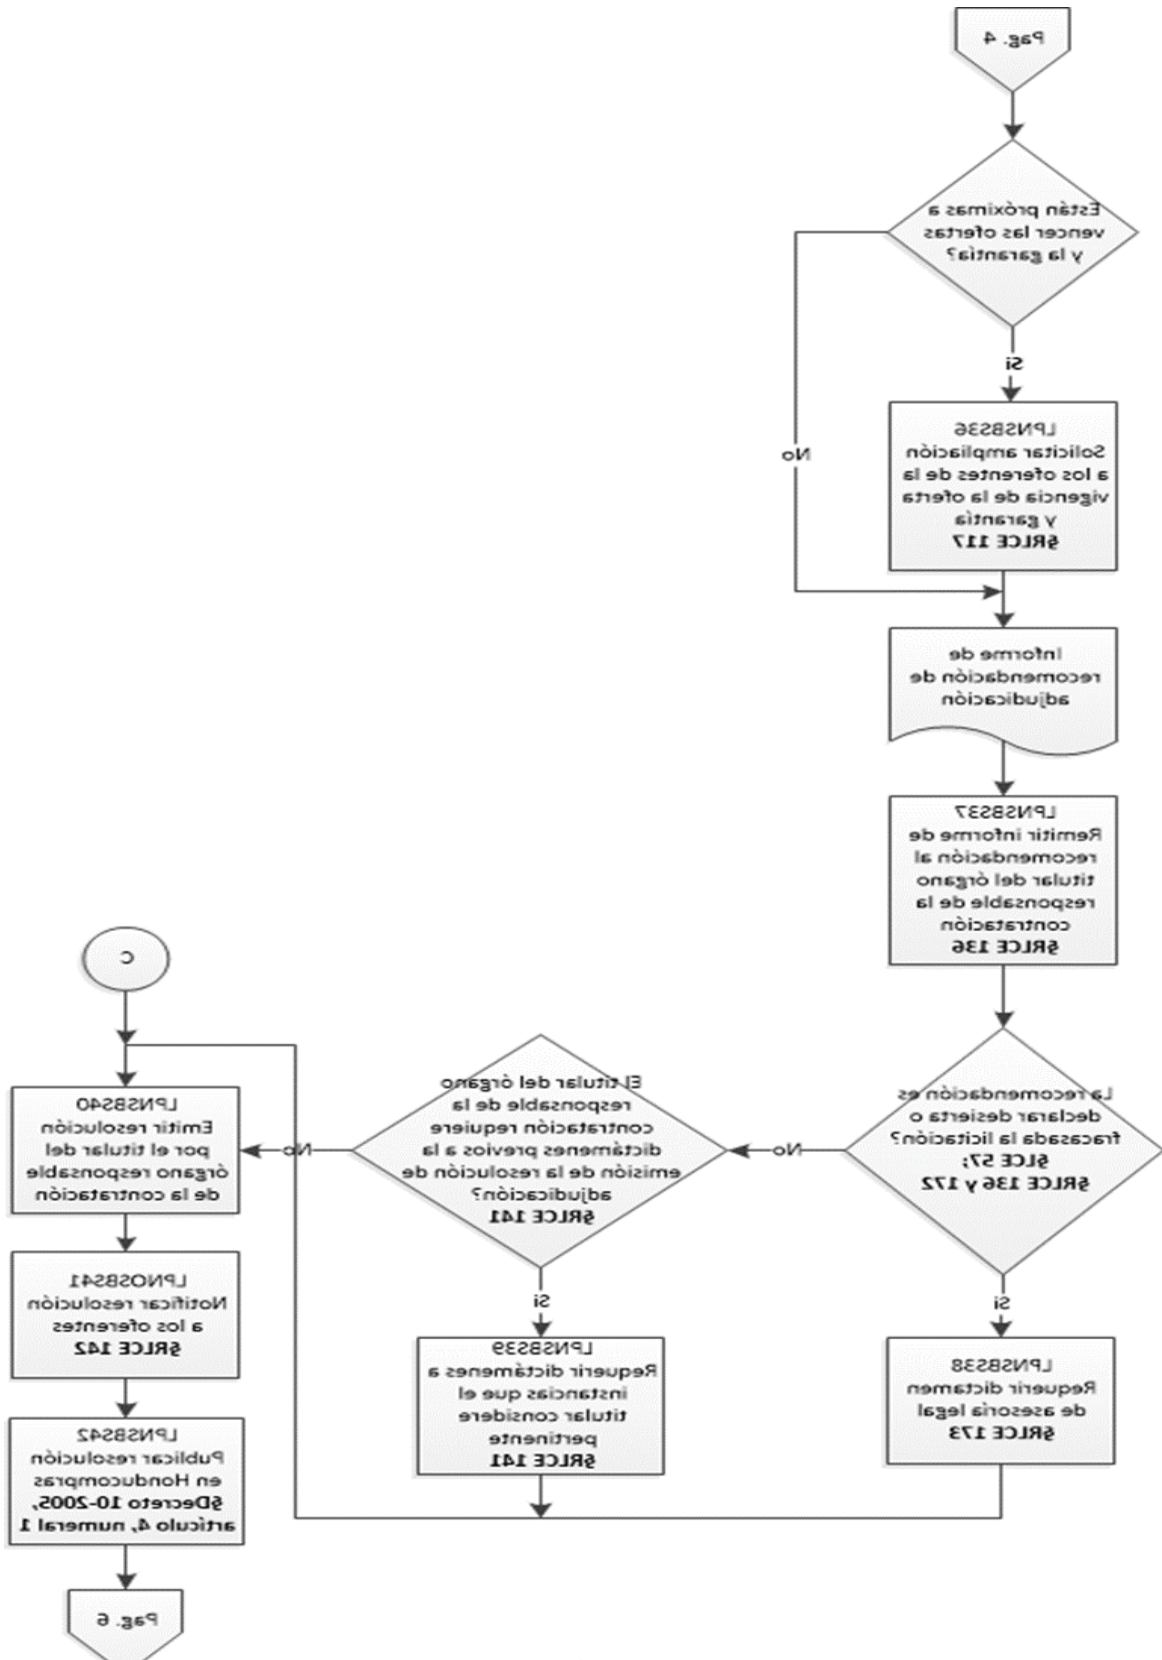 Pag. 4
Están próximas a
vencer las ofertas
y la garantía?
Si
No
LPNSBS36
Solicitar ampliación
a los oferentes de la
vigencia de la oferta
y garantía
§RLCE 117
Informe de
recomendación de
adjudicación
LPNSBS37
Remitir informe de
recomendación al
titular del órgano
responsable de la
contratación
§RLCE 136
La recomendación es
declarar desierta o
fracasada la licitación?
§LCE 57;
§RLCE 136 y 172
No
Si
LPNSBS38
Requerir dictamen
de asesoría legal
§RLCE 173
El titular del órgano
responsable de la
contratación requiere
dictámenes previos a la
emisión de la resolución de
adjudicación?
§RLCE 141
No
Si
LPNSBS39
Requerir dictámenes a
instancias que el
titular considere
pertinente
§RLCE 141
C
LPNSBS40
Emitir resolución
por el titular del
órgano responsable
de la contratación
LPNOSBS41
Notificar resolución
a los oferentes
§RLCE 142
LPNSBS42
Publicar resolución
en Honducompras
§Decreto 10-2005,
artículo 4, numeral 1
Pag. 6